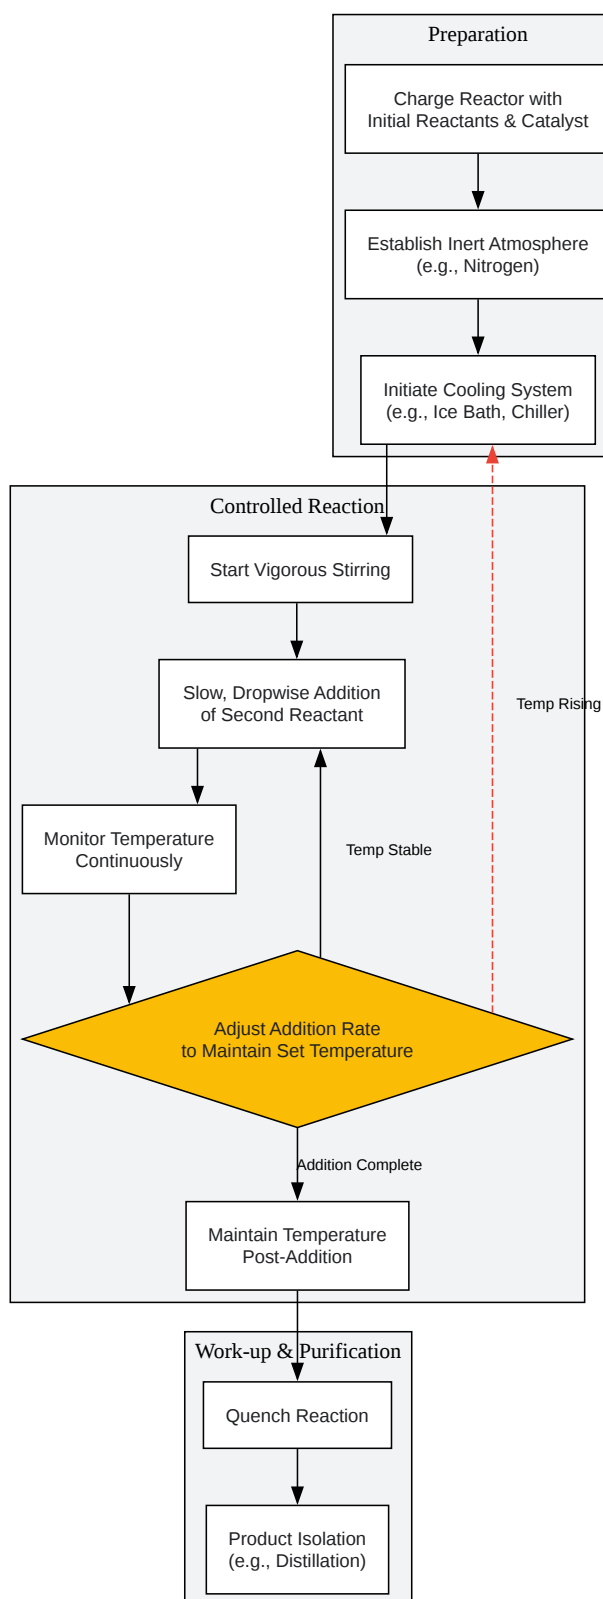 Preparation
Charge Reactor with
Initial Reactants & Catalyst
Establish Inert Atmosphere
(e.g., Nitrogen)
Initiate Cooling System
(e.g., Ice Bath, Chiller)
Controlled Reaction
Start Vigorous Stirring
Slow, Dropwise Addition
of Second Reactant
Temp Rising
Monitor Temperature
Continuously
Temp Stable
Adjust Addition Rate
to Maintain Set Temperature
Addition Complete
Maintain Temperature
Post-Addition
Work-up & Purification
Quench Reaction
Product Isolation
(e.g., Distillation)